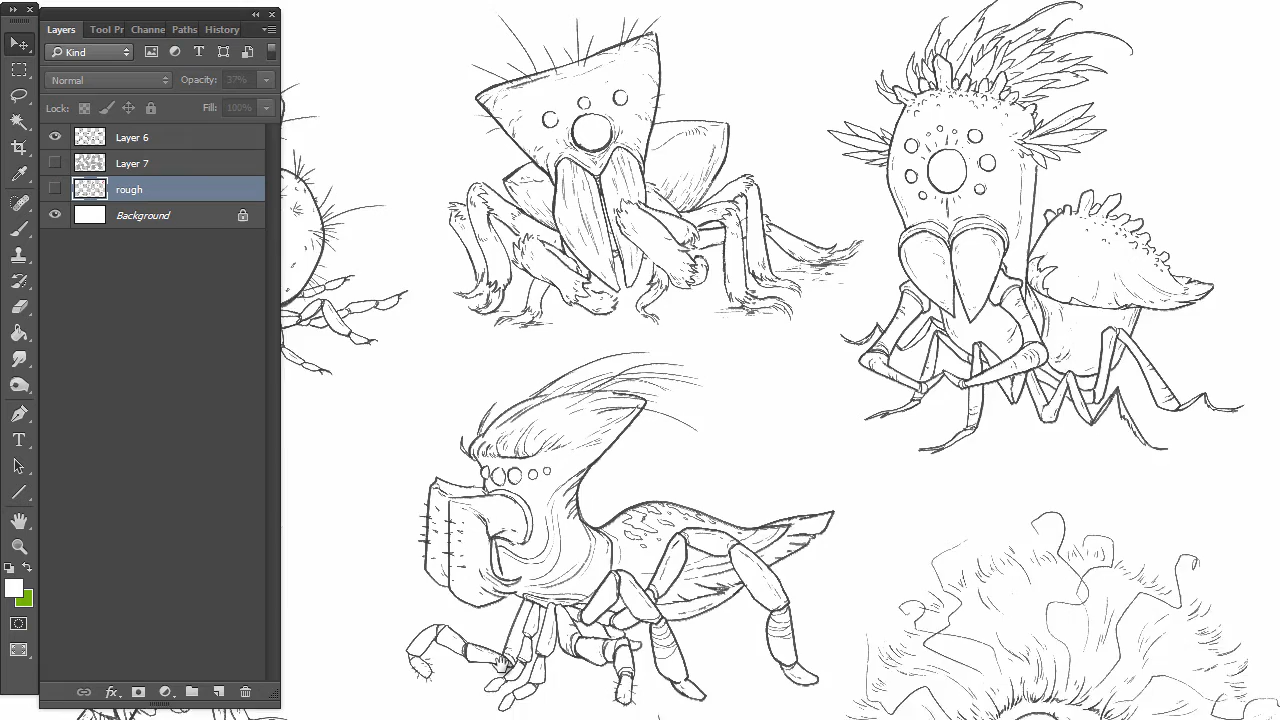 Layers Tool Pr Channe Paths History
Kind
Normal Opacity: 37%
Lock: Fill: 100%
Layer 6
Layer 7
rough
Background